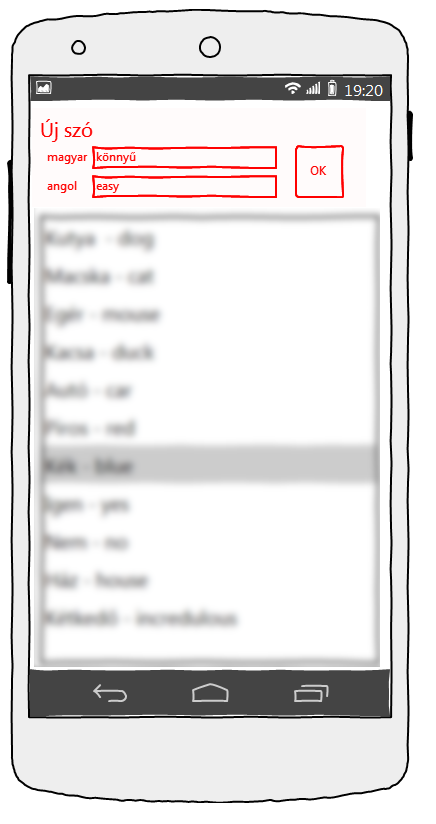 19:20
Új szó
magyar könnyű
OK
angol easy
Kutya - dog
Macska - cat
Egér - mouse
Kacsa - duck
Autó - car
Piros - red
Kék - blue
Igen - yes
Nem - no
Ház - house
Kétkedő - incredulous